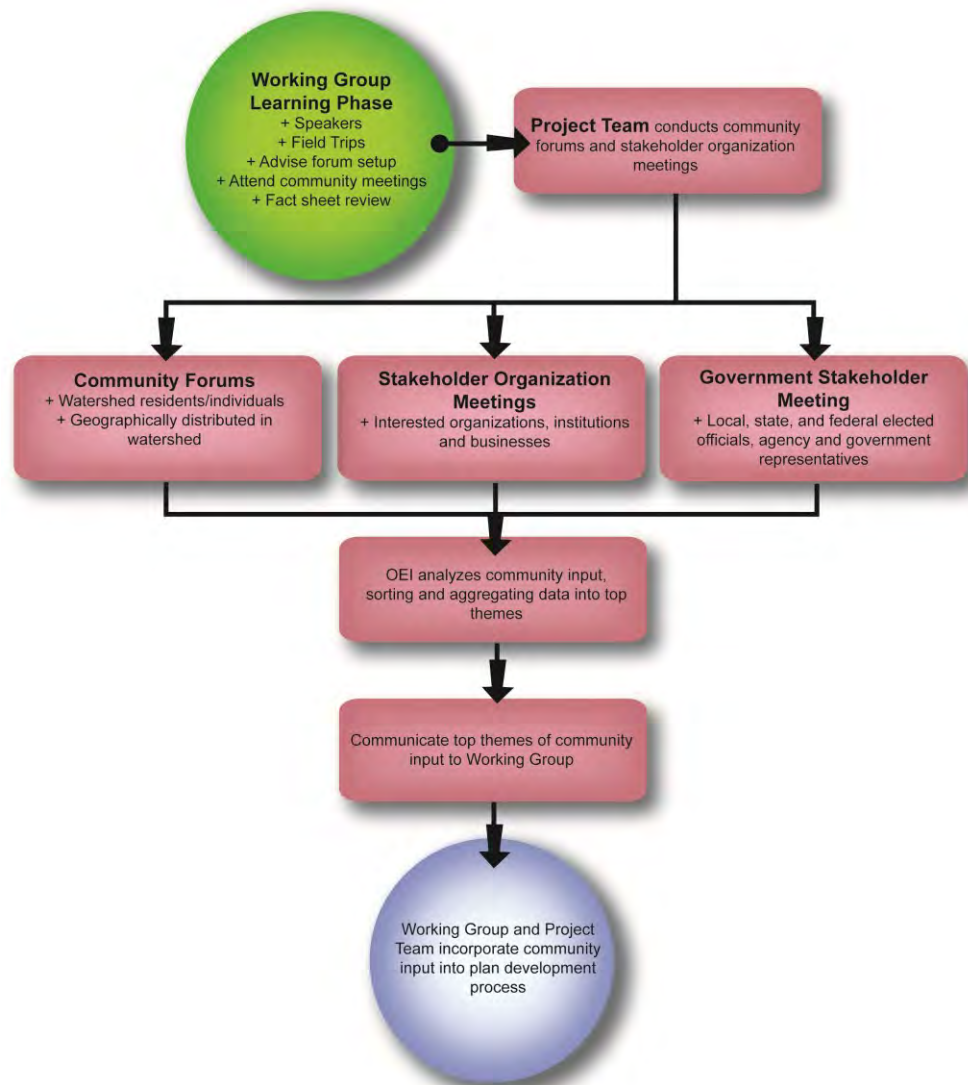 Working Group
Learning Phase
+ Speakers
+ Field Trips
+ Advise forum setup
+ Attend community meetings
+ Fact sheet review
Project Team conducts community
forums and stakeholder organization
meetings
Community Forums
+ Watershed residents/individuals
+ Geographically distributed in
watershed
Stakeholder Organization
Meetings
+ Interested organizations, institutions
and businesses
Government Stakeholder
Meeting
+ Local, state, and federal elected
officials, agency and government
representatives
OEI analyzes community input,
sorting and aggregating data into top
themes
Communicate top themes of community
input to Working Group
Working Group and Project
Team incorporate community
input into plan development
process